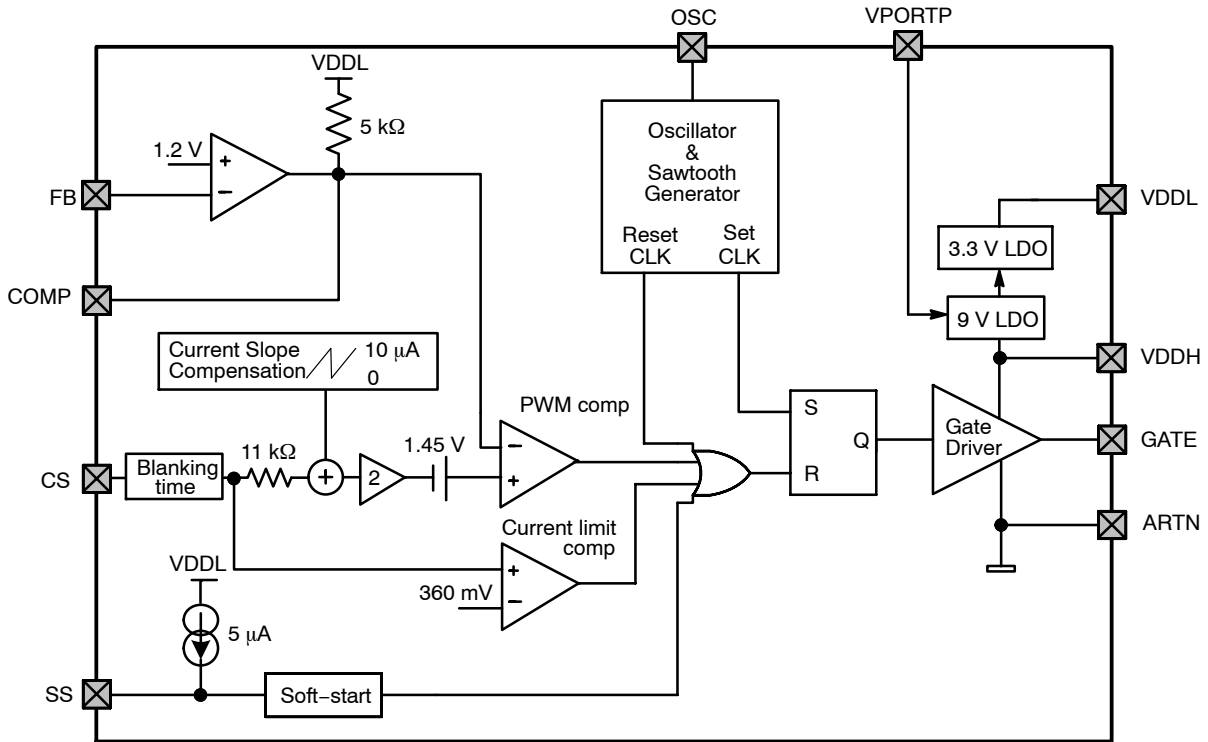 OSC
VPORTP
VDDL
5 kΩ
1.2 V
+
−
FB
COMP
Oscillator
&
Sawtooth
Generator
Reset
CLK
Set
CLK
VDDL
3.3 V LDO
9 V LDO
VDDH
Current Slope
Compensation
10 μA
0
PWM comp
1.45 V
11 kΩ
CS
Blanking
time
+
2
−
+
S
R
Q
Gate
Driver
GATE
ARTN
Current limit
comp
+
−
360 mV
VDDL
5 μA
SS
Soft−start